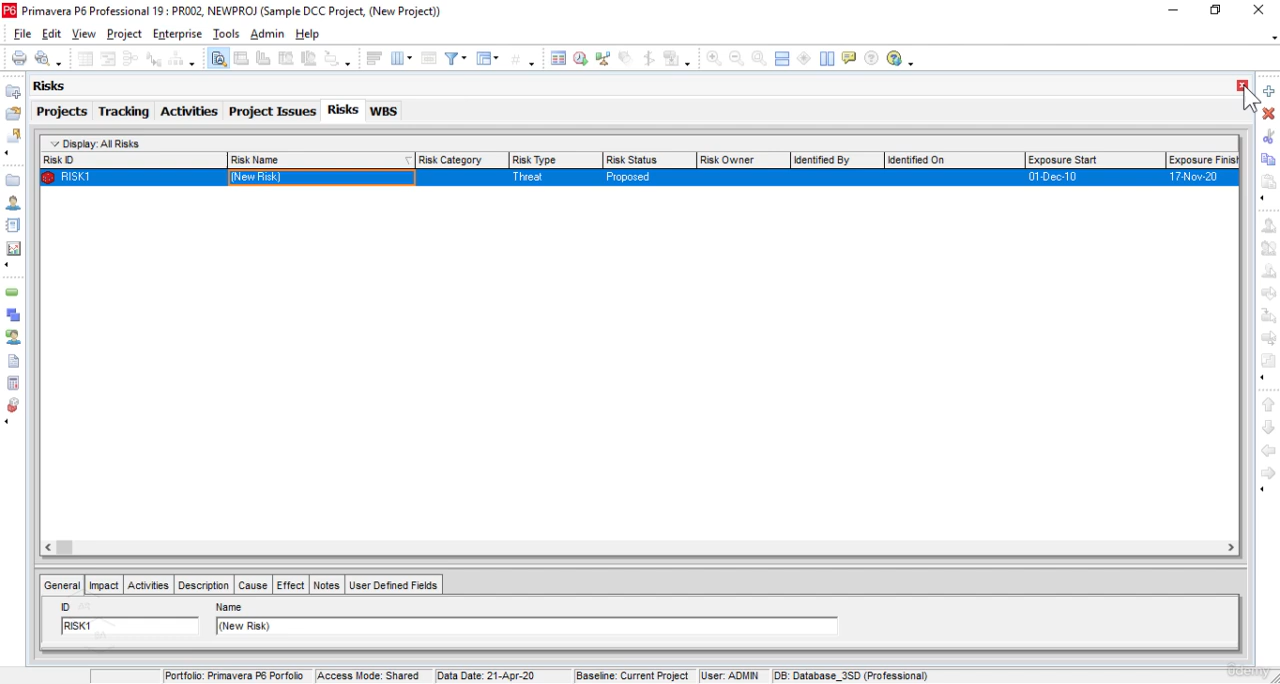 P6 Primavera P6 Professional 19 : PR002, NEWPROJ (Sample DCC Project, (New Project))
File Edit View Project Enterprise Tools Admin Help
Risks
Projects Tracking Activities Project Issues Risks WBS
Display: All Risks
Risk ID Risk Name Risk Category Risk Type Risk Status Risk Owner Identified By Identified On Exposure Start Exposure Finish
RISK1 (New Risk) Threat Proposed 01-Dec-10 17-Nov-20
General Impact Activities Description Cause Effect Notes User Defined Fields
ID Name
RISK1 (New Risk)
Portfolio: Primavera P6 Porfolio Access Mode: Shared Data Date: 21-Apr-20 Baseline: Current Project User: ADMIN DB: Database_3SD (Professional)
udemy